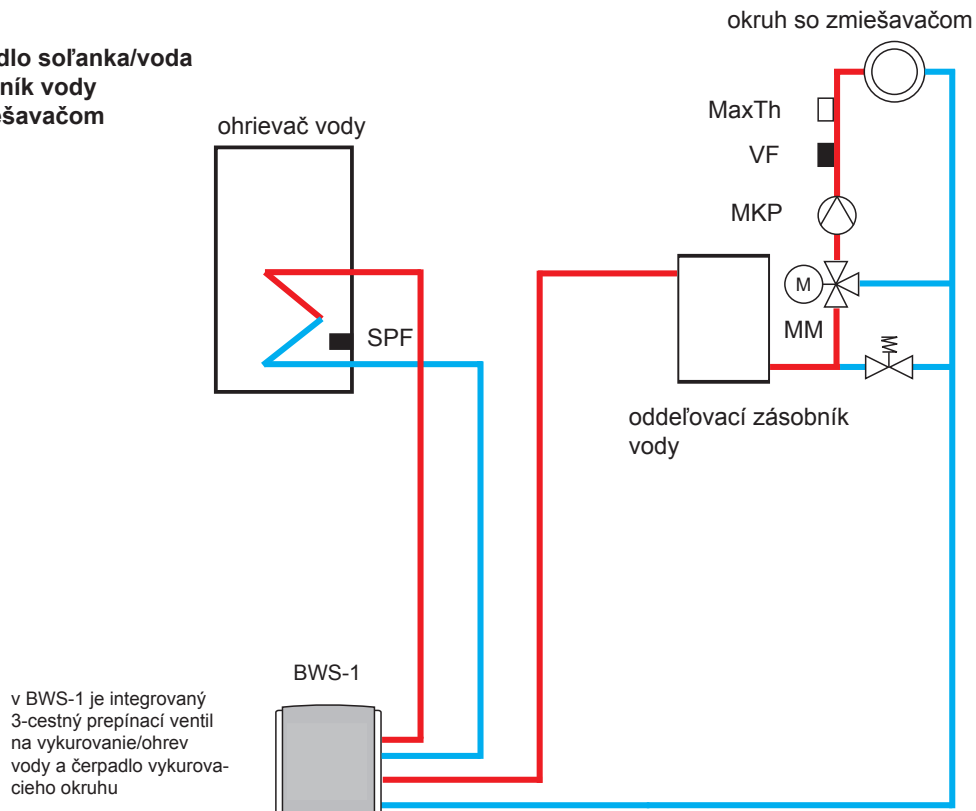 okruh so zmiešavačom
dlo soľanka/voda
ník vody
ešavačom
ohrievač vody
MaxTh
VF
MKP
M
MM
SPF
oddeľovací zásobník
vody
BWS-1
v BWS-1 je integrovaný
3-cestný prepínací ventil
na vykurovanie/ohrev
vody a čerpadlo vykurova-
cieho okruhu